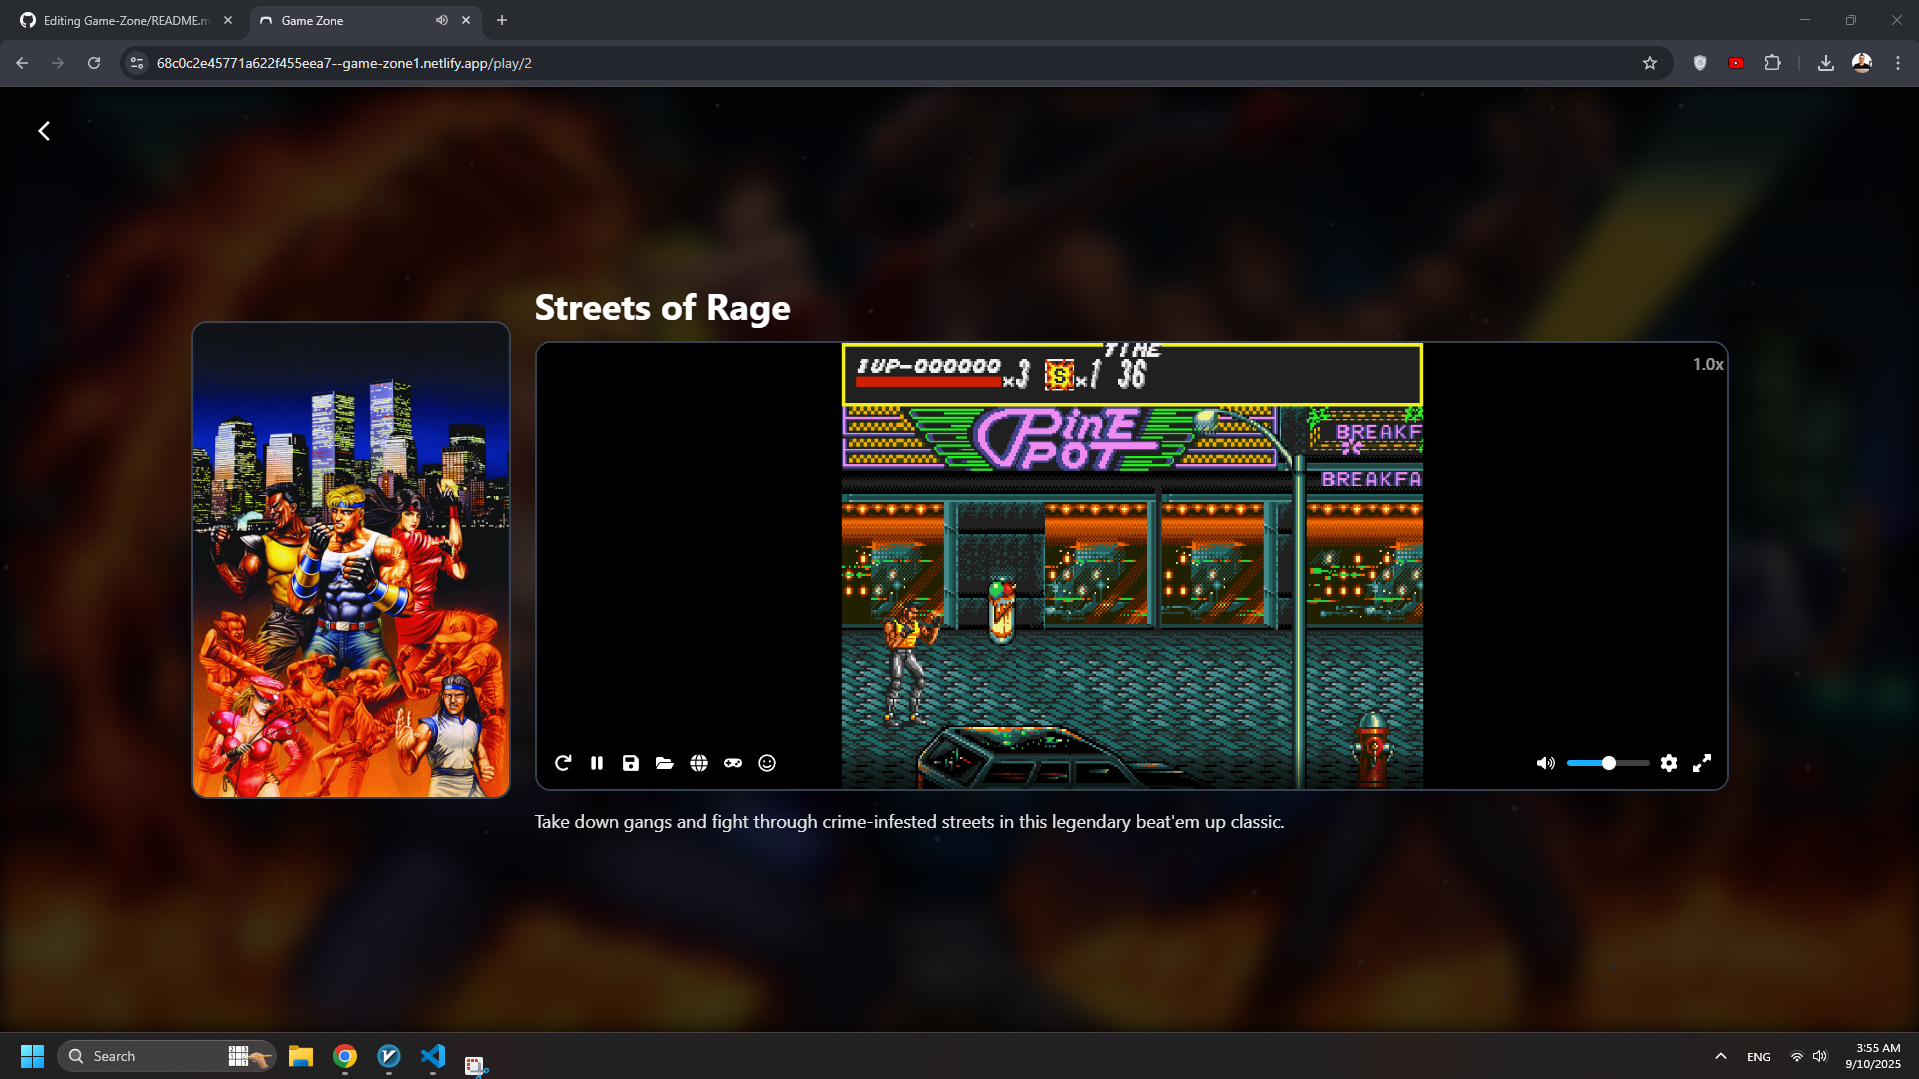 Editing Game-Zone/README.m
Game Zone
68c0c2e45771a622f455eea7--game-zone1.netlify.app/play/2
Streets of Rage
TIME
1UP-000000 x3 S x1 36
1.0x
PinE
POT
BREAKF
BREAKFA
Take down gangs and fight through crime-infested streets in this legendary beat'em up classic.
Search
ENG
3:55 AM
9/10/2025